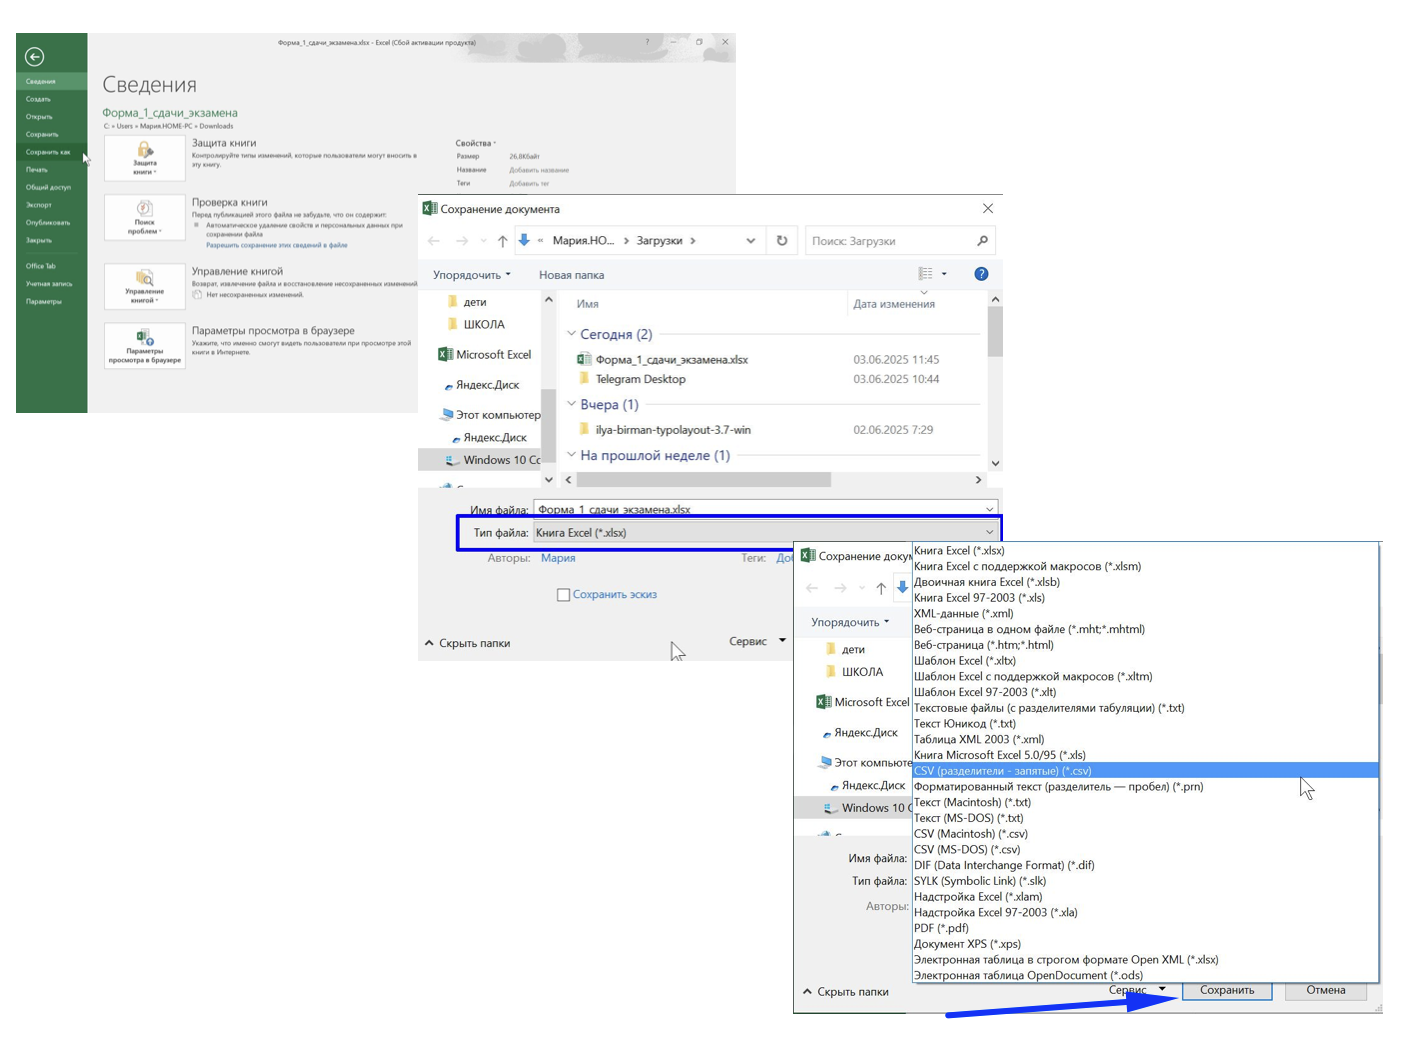 Форма_1_сдачи_экзамена.xlsx - Excel (Сбой активации продукта)
Сведения
Создать
Открыть
Сохранить
Сохранить как
Печать
Общий доступ
Экспорт
Опубликовать
Закрыть
Office Tab
Учетная запись
Параметры
Сведения
Форма_1_сдачи_экзамена
C: » Users » Мария.HOME-PC » Downloads
Защита книги
Защита книги
Контролируйте типы изменений, которые пользователи могут вносить в
эту книгу.
Поиск проблем
Проверка книги
Перед публикацией этого файла не забудьте, что он содержит:
Автоматическое удаление свойств и персональных данных при
сохранении файла
Разрешить сохранение этих сведений в файле
Управление книгой
Управление книгой
Возврат, извлечение файла и восстановление несохраненных изменений
Нет несохраненных изменений.
Параметры просмотра в браузере
Параметры просмотра в браузере
Укажите, что именно смогут видеть пользователи при просмотре этой
книги в Интернете.
Свойства
Размер 26,8Кбайт
Название Добавить название
Теги Добавить тег
Сохранение документа
« Мария.HO... > Загрузки >
Поиск: Загрузки
Упорядочить
Новая папка
дети
ШКОЛА
Microsoft Excel
Яндекс.Диск
Этот компьютер
Яндекс.Диск
Windows 10 Cc
Имя Дата изменения
Сегодня (2)
Форма_1_сдачи_экзамена.xlsx 03.06.2025 11:45
Telegram Desktop 03.06.2025 10:44
Вчера (1)
ilya-birman-typolayout-3.7-win 02.06.2025 7:29
На прошлой неделе (1)
Имя файла: Форма_1_сдачи_экзамена.xlsx
Тип файла: Книга Excel (*.xlsx)
Авторы: Мария
Теги: Доб
Сохранить эскиз
Скрыть папки
Сервис
Сохранение докум
Упорядочить
дети
ШКОЛА
Microsoft Excel
Яндекс.Диск
Этот компьюте
Яндекс.Диск
Windows 10 C
Имя файла:
Тип файла:
Авторы:
Книга Excel (*.xlsx)
Книга Excel с поддержкой макросов (*.xlsm)
Двоичная книга Excel (*.xlsb)
Книга Excel 97-2003 (*.xls)
XML-данные (*.xml)
Веб-страница в одном файле (*.mht;*.mhtml)
Веб-страница (*.htm;*.html)
Шаблон Excel (*.xltx)
Шаблон Excel с поддержкой макросов (*.xltm)
Шаблон Excel 97-2003 (*.xlt)
Текстовые файлы (с разделителями табуляции) (*.txt)
Текст Юникод (*.txt)
Таблица XML 2003 (*.xml)
Книга Microsoft Excel 5.0/95 (*.xls)
CSV (разделители - запятые) (*.csv)
Форматированный текст (разделитель — пробел) (*.prn)
Текст (Macintosh) (*.txt)
Текст (MS-DOS) (*.txt)
CSV (Macintosh) (*.csv)
CSV (MS-DOS) (*.csv)
DIF (Data Interchange Format) (*.dif)
SYLK (Symbolic Link) (*.slk)
Надстройка Excel (*.xlam)
Надстройка Excel 97-2003 (*.xla)
PDF (*.pdf)
Документ XPS (*.xps)
Электронная таблица в строгом формате Open XML (*.xlsx)
Электронная таблица OpenDocument (*.ods)
Скрыть папки
Сервис
Сохранить
Отмена